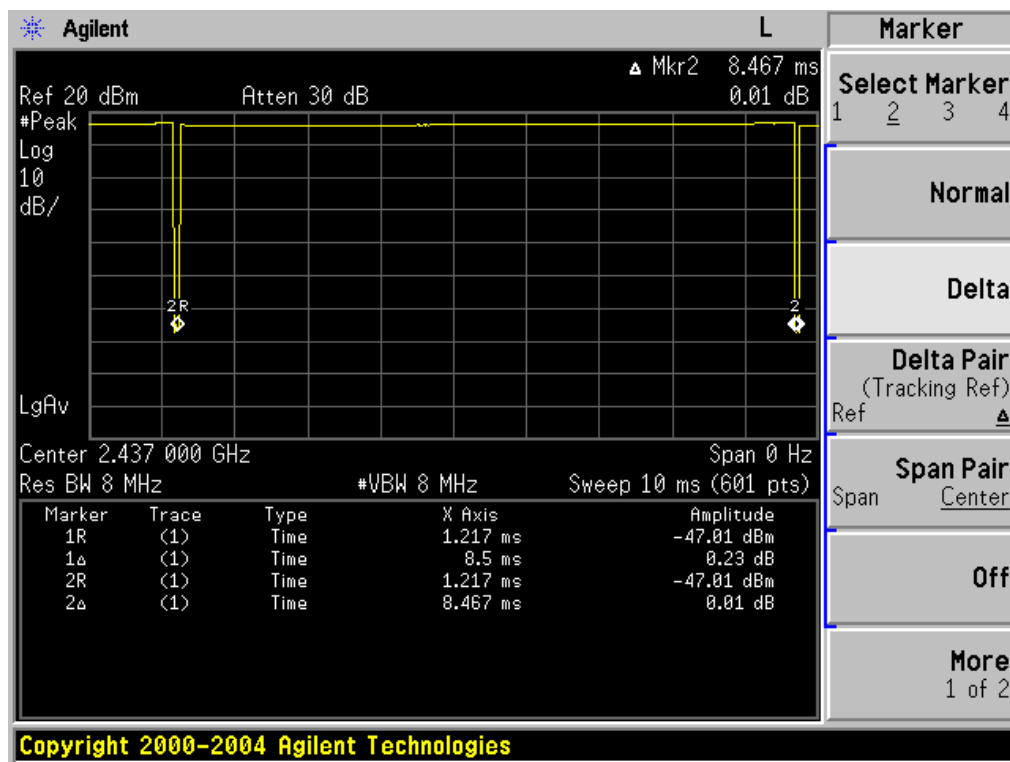 Agilent L
Δ Mkr2 8.467 ms
Ref 20 dBm Atten 30 dB 0.01 dB
#Peak
Log
10
dB/
2R 2
LgAv
Center 2.437 000 GHz Span 0 Hz
Res BW 8 MHz #VBW 8 MHz Sweep 10 ms (601 pts)
Marker Trace Type X Axis Amplitude
1R (1) Time 1.217 ms -47.01 dBm
1Δ (1) Time 8.5 ms 0.23 dB
2R (1) Time 1.217 ms -47.01 dBm
2Δ (1) Time 8.467 ms 0.01 dB
Copyright 2000-2004 Agilent Technologies
Marker
Select Marker
1 2 3 4
Normal
Delta
Delta Pair
(Tracking Ref)
Ref Δ
Span Pair
Span Center
Off
More
1 of 2